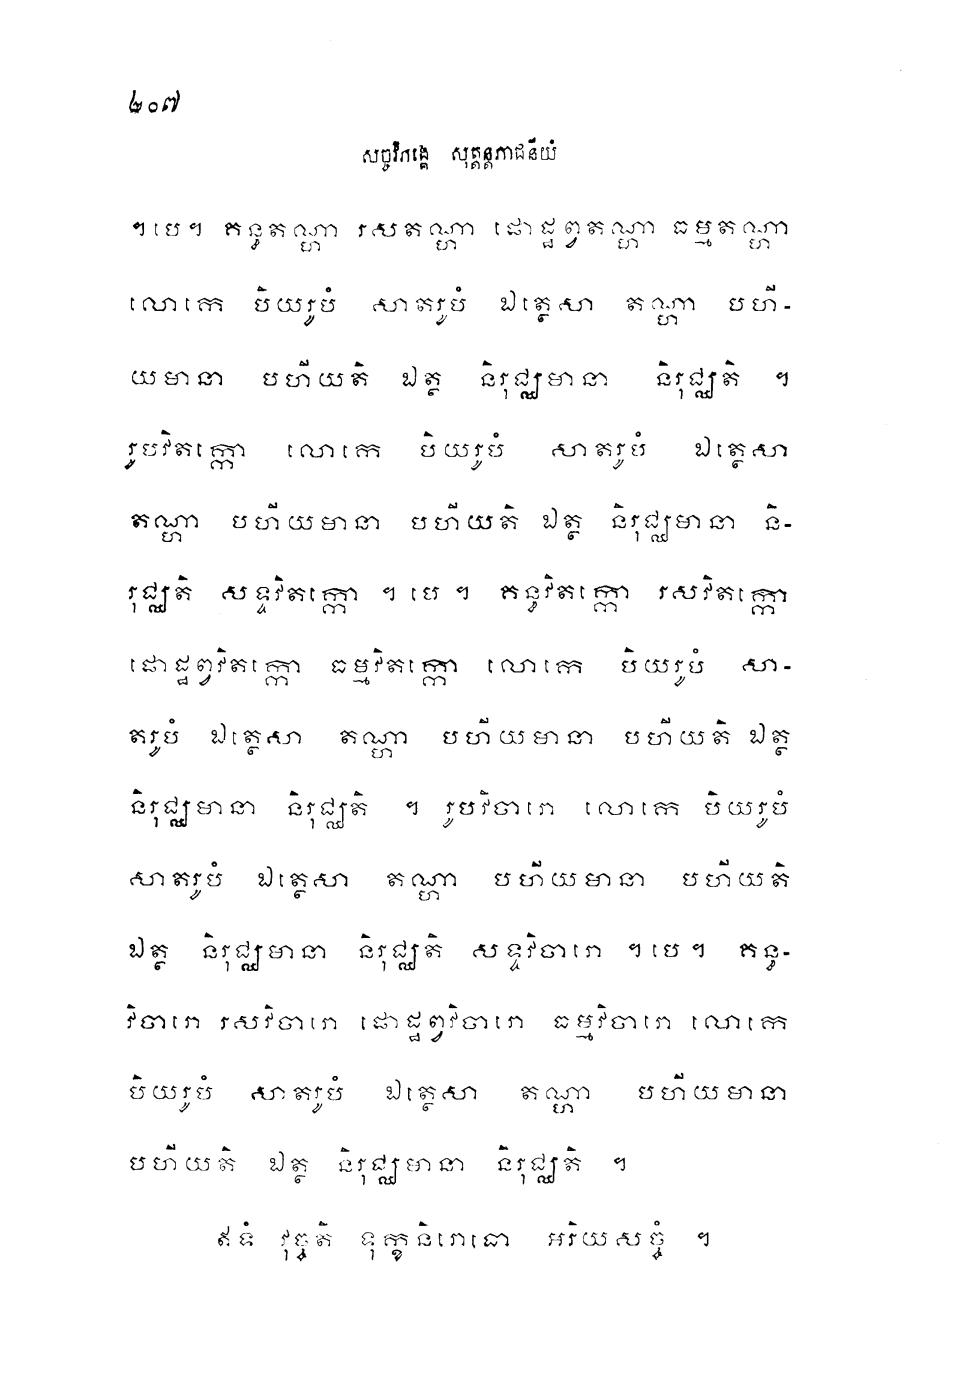 ២០៧
សច្ចវិភង្គេ សុត្តន្តភាជនីយំ
។ បេ ។ គន្ធតណ្ហា រសតណ្ហា ផោដ្ឋព្វតណ្ហា ធម្មតណ្ហា
លោកេ បិយរូបំ សាតរូបំ ឯត្ថេសា តណ្ហា បហី-
យមានា បហីយតិ ឯត្ថ និរុជ្ឈមានា និរុជ្ឈតិ ។
រូបវិតក្កោ លោកេ បិយរូបំ សាតរូបំ ឯត្ថេសា
តណ្ហា បហីយមានា បហីយតិ ឯត្ថ និរុជ្ឈមានា និ-
រុជ្ឈតិ សទ្ទវិតក្កោ ។ បេ ។ គន្ធវិតក្កោ រសវិតក្កោ
ផោដ្ឋព្វវិតក្កោ ធម្មវិតក្កោ លោកេ បិយរូបំ សា-
តរូបំ ឯត្ថេសា តណ្ហា បហីយមានា បហីយតិ ឯត្ថ
និរុជ្ឈមានា និរុជ្ឈតិ ។ រូបវិចារោ លោកេ បិយរូបំ
សាតរូបំ ឯត្ថេសា តណ្ហា បហីយមានា បហីយតិ
ឯត្ថ និរុជ្ឈមានា និរុជ្ឈតិ សទ្ទវិចារោ ។ បេ ។ គន្ធ-
វិចារោ រសវិចារោ ផោដ្ឋព្វវិចារោ ធម្មវិចារោ លោកេ
បិយរូបំ សាតរូបំ ឯត្ថេសា តណ្ហា បហីយមានា
បហីយតិ ឯត្ថ និរុជ្ឈមានា និរុជ្ឈតិ ។
ឥទំ វុច្ចតិ ទុក្ខនិរោធោ អរិយសច្ចំ ។